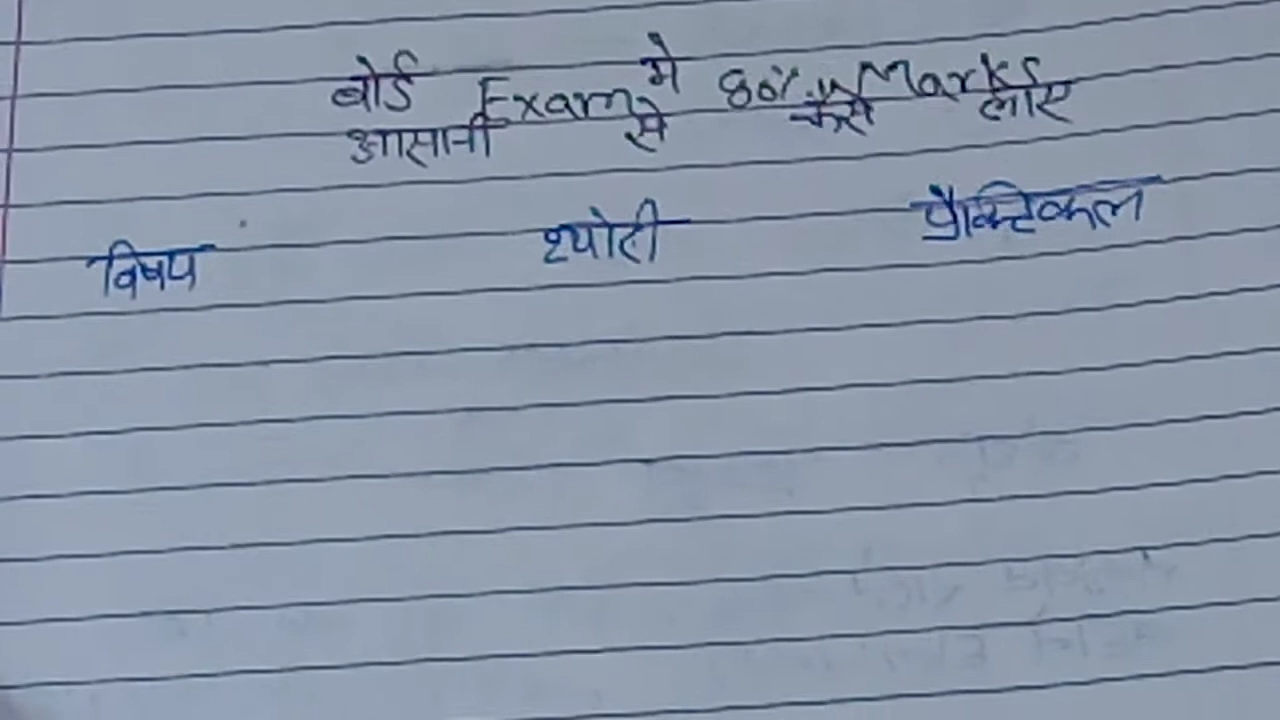 बोर्ड Exam में 80% Marks
आसानी से कैसे लाए
विषय थ्योरी प्रैक्टिकल